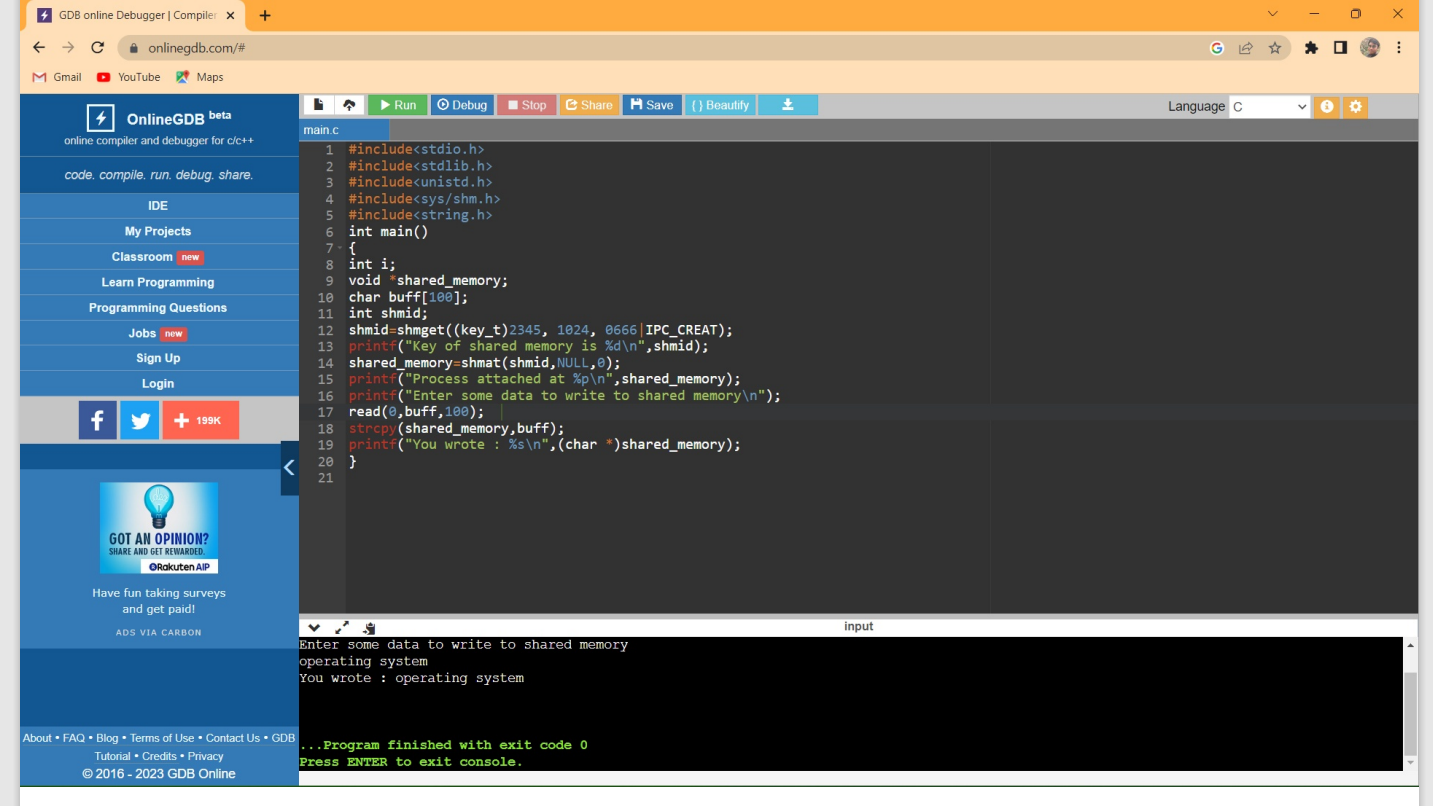 GDB online Debugger | Compiler
onlinegdb.com/#
Gmail YouTube Maps
OnlineGDB beta
online compiler and debugger for c/c++
code. compile. run. debug. share.
IDE
My Projects
Classroom new
Learn Programming
Programming Questions
Jobs new
Sign Up
Login
199K
GOT AN OPINION?
SHARE AND GET REWARDED.
Rakuten AIP
Have fun taking surveys
and get paid!
ADS VIA CARBON
About • FAQ • Blog • Terms of Use • Contact Us • GDB
Tutorial • Credits • Privacy
© 2016 - 2023 GDB Online
Run Debug Stop Share Save {} Beautify Language C
main.c
1 #include<stdio.h>
2 #include<stdlib.h>
3 #include<unistd.h>
4 #include<sys/shm.h>
5 #include<string.h>
6 int main()
7 {
8 int i;
9 void *shared_memory;
10 char buff[100];
11 int shmid;
12 shmid=shmget((key_t)2345, 1024, 0666|IPC_CREAT);
13 printf("Key of shared memory is %d\n",shmid);
14 shared_memory=shmat(shmid,NULL,0);
15 printf("Process attached at %p\n",shared_memory);
16 printf("Enter some data to write to shared memory\n");
17 read(0,buff,100);
18 strcpy(shared_memory,buff);
19 printf("You wrote : %s\n",(char *)shared_memory);
20 }
21
input
Enter some data to write to shared memory
operating system
You wrote : operating system
...Program finished with exit code 0
Press ENTER to exit console.